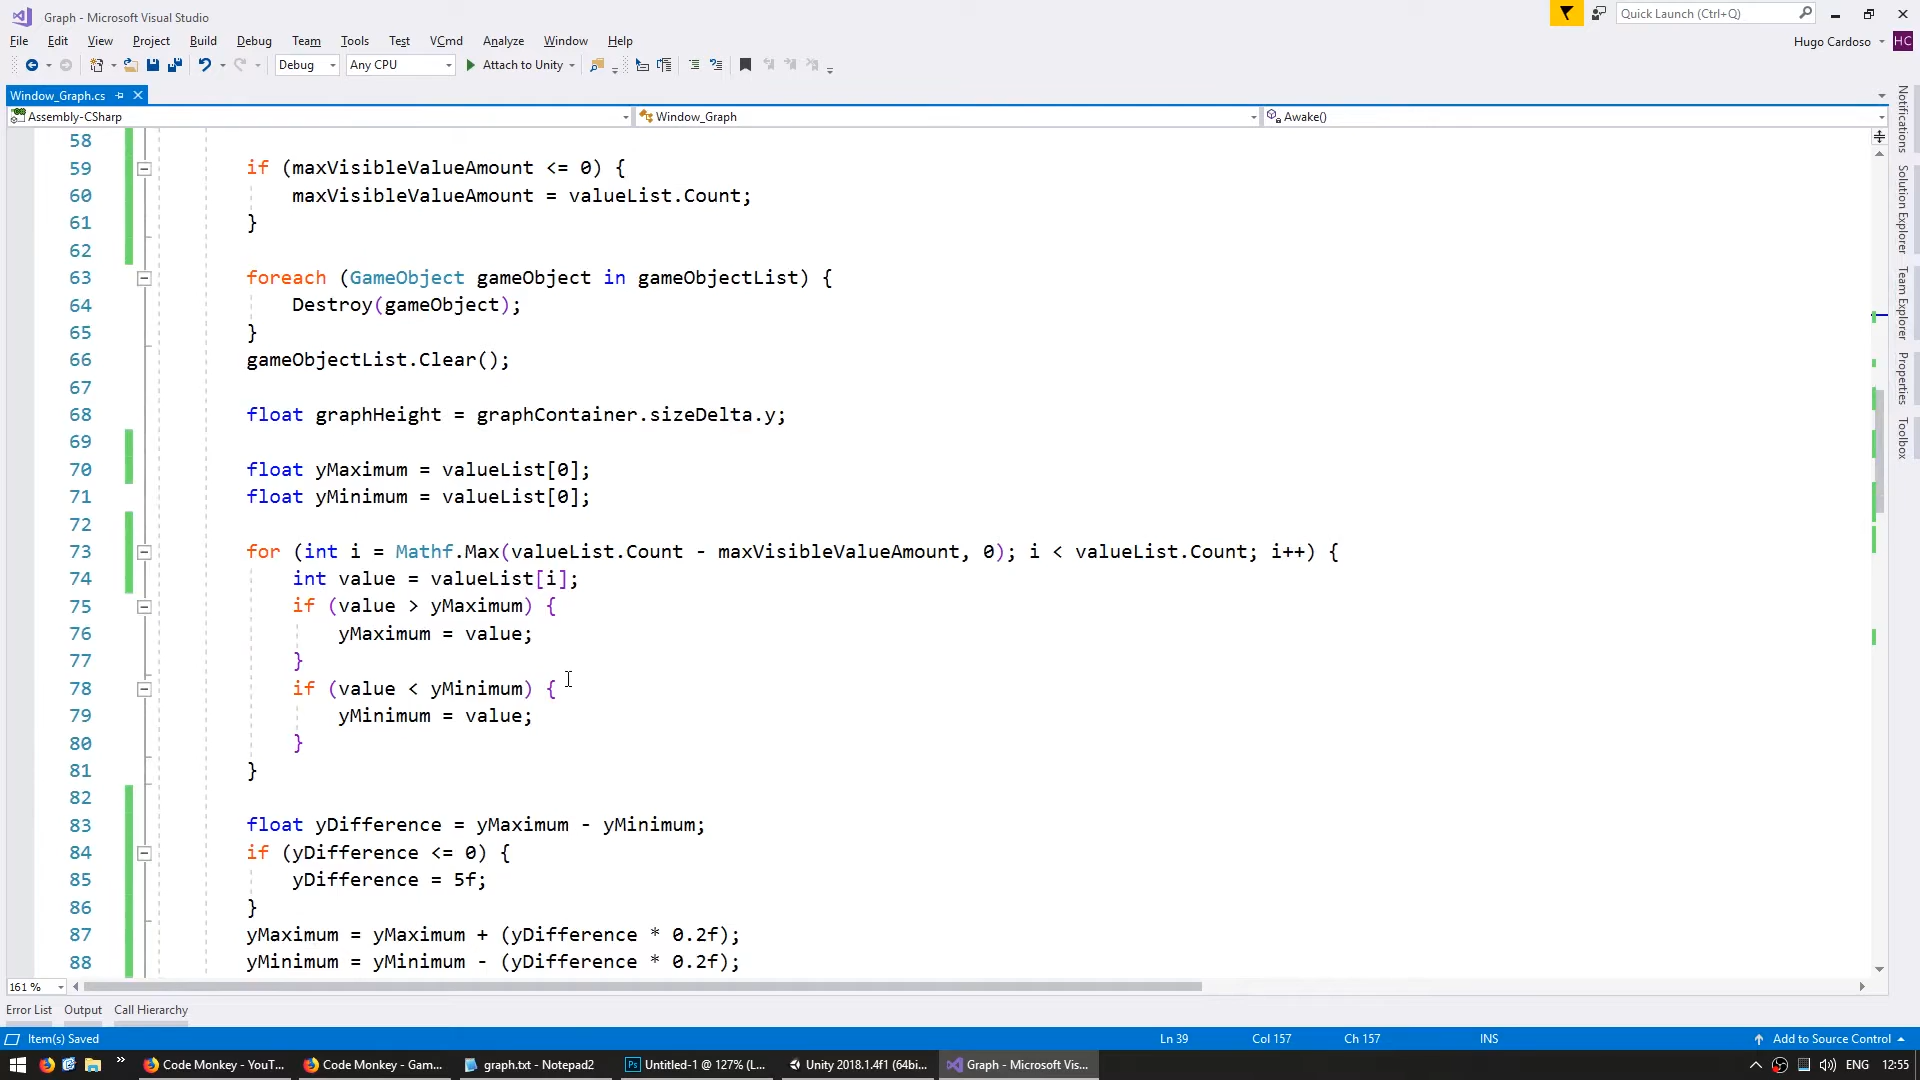 Graph - Microsoft Visual Studio
Quick Launch (Ctrl+Q)
File Edit View Project Build Debug Team Tools Test VCmd Analyze Window Help
Hugo Cardoso HC
Debug Any CPU Attach to Unity
Window_Graph.cs
Assembly-CSharp Window_Graph Awake()
58
59 if (maxVisibleValueAmount <= 0) {
60 maxVisibleValueAmount = valueList.Count;
61 }
62
63 foreach (GameObject gameObject in gameObjectList) {
64 Destroy(gameObject);
65 }
66 gameObjectList.Clear();
67
68 float graphHeight = graphContainer.sizeDelta.y;
69
70 float yMaximum = valueList[0];
71 float yMinimum = valueList[0];
72
73 for (int i = Mathf.Max(valueList.Count - maxVisibleValueAmount, 0); i < valueList.Count; i++) {
74 int value = valueList[i];
75 if (value > yMaximum) {
76 yMaximum = value;
77 }
78 if (value < yMinimum) {
79 yMinimum = value;
80 }
81 }
82
83 float yDifference = yMaximum - yMinimum;
84 if (yDifference <= 0) {
85 yDifference = 5f;
86 }
87 yMaximum = yMaximum + (yDifference * 0.2f);
88 yMinimum = yMinimum - (yDifference * 0.2f);
Notifications
Solution Explorer
Team Explorer
Properties
Toolbox
161 %
Error List Output Call Hierarchy
Item(s) Saved Ln 39 Col 157 Ch 157 INS Add to Source Control
Code Monkey - YouT... Code Monkey - Gam... graph.txt - Notepad2 Ps Untitled-1 @ 127% (L... Unity 2018.1.4f1 (64bi... Graph - Microsoft Vis... ENG 12:55